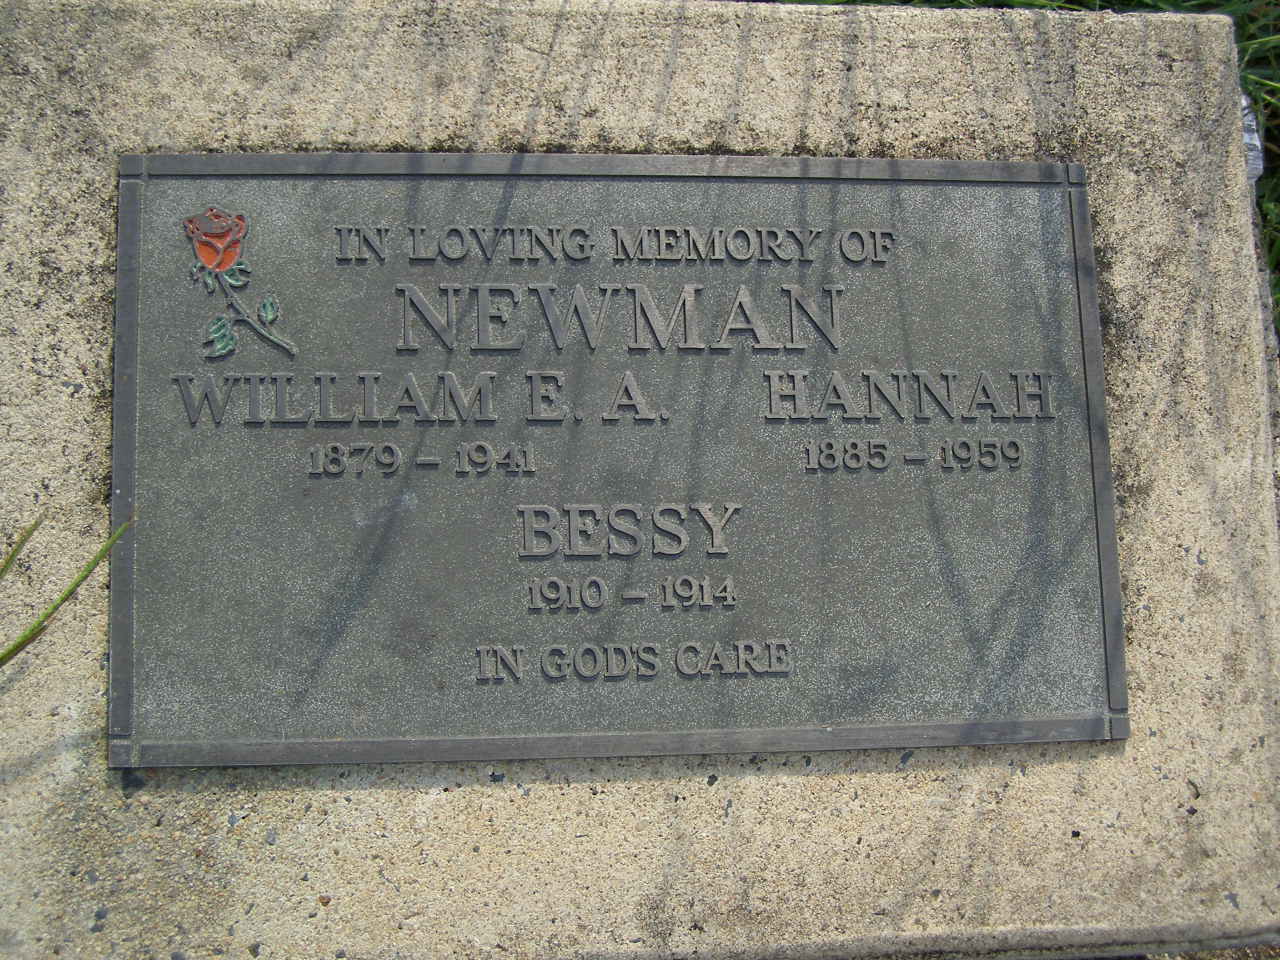 IN LOVING MEMORY OF
NEWMAN
WILLIAM E. A. HANNAH
1879 – 1941 1885 – 1959
BESSY
1910 – 1914
IN GOD'S CARE